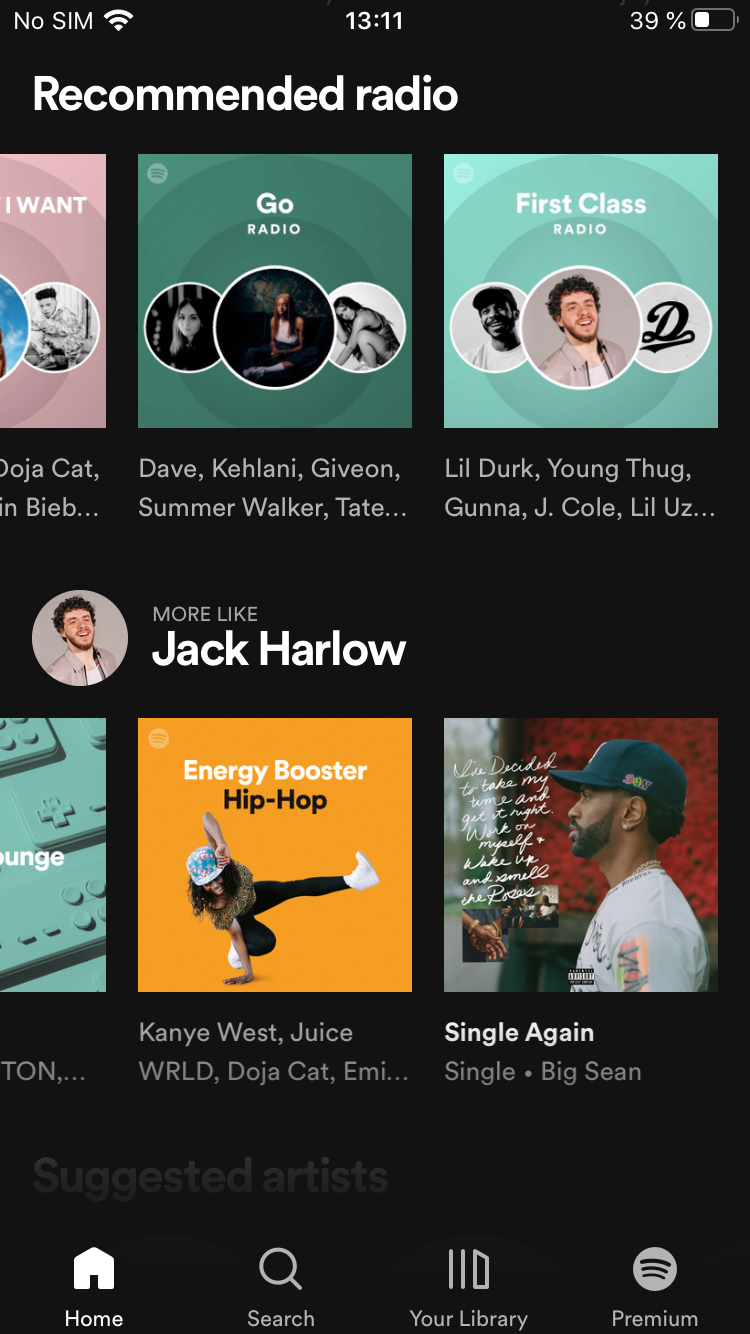 No SIM 13:11 39 %
Recommended radio
I WANT
Go
RADIO
First Class
RADIO
D.
Doja Cat,
in Bieb...
Dave, Kehlani, Giveon,
Summer Walker, Tate...
Lil Durk, Young Thug,
Gunna, J. Cole, Lil Uz...
MORE LIKE
Jack Harlow
ounge
Energy Booster
Hip-Hop
I've Decided
to take my
time and
get it right.
Work on
myself &
Wake up
and smell
the Roses
PARENTAL
ADVISORY
EXPLICIT CONTENT
TON,...
Kanye West, Juice
WRLD, Doja Cat, Emi...
Single Again
Single • Big Sean
Suggested artists
Home
Search
Your Library
Premium